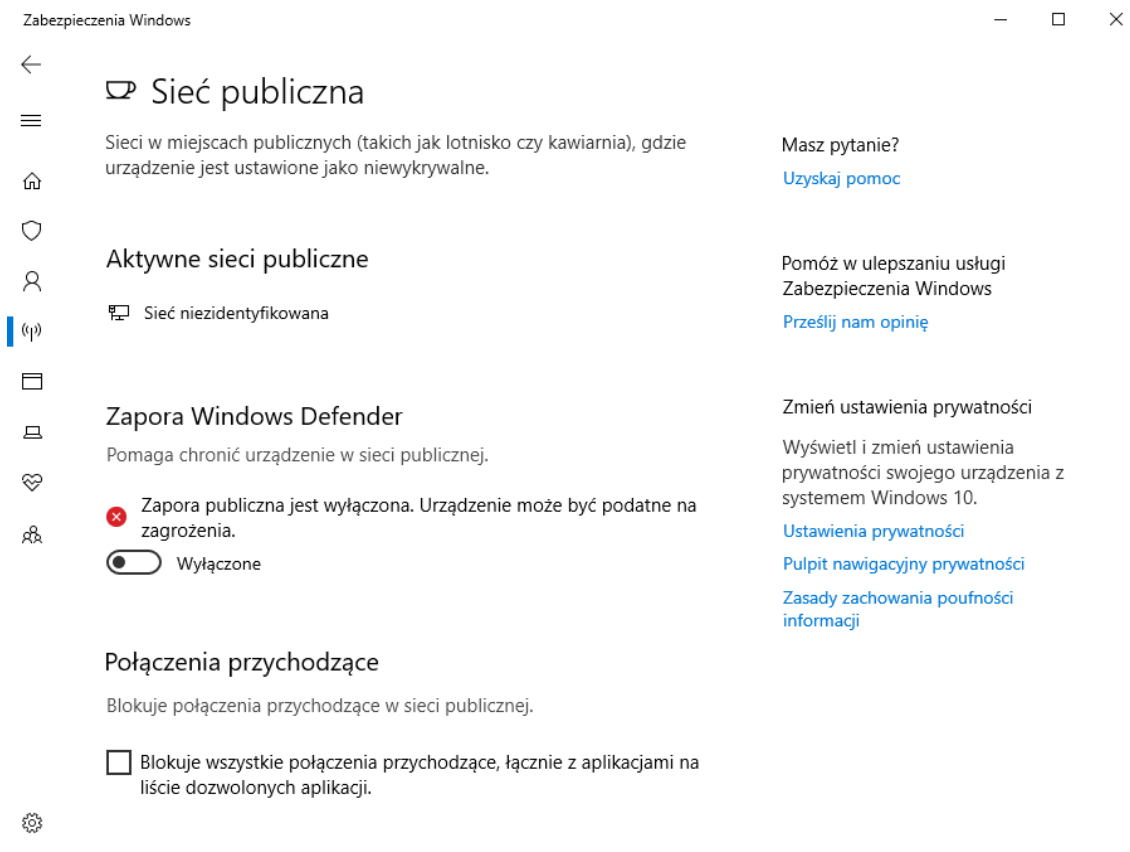 Zabezpieczenia Windows
Sieć publiczna
Sieci w miejscach publicznych (takich jak lotnisko czy kawiarnia), gdzie
urządzenie jest ustawione jako niewykrywalne.
Aktywne sieci publiczne
Sieć niezidentyfikowana
Zapora Windows Defender
Pomaga chronić urządzenie w sieci publicznej.
Zapora publiczna jest wyłączona. Urządzenie może być podatne na
zagrożenia.
Wyłączone
Połączenia przychodzące
Blokuje połączenia przychodzące w sieci publicznej.
Blokuje wszystkie połączenia przychodzące, łącznie z aplikacjami na
liście dozwolonych aplikacji.
Masz pytanie?
Uzyskaj pomoc
Pomóż w ulepszaniu usługi
Zabezpieczenia Windows
Prześlij nam opinię
Zmień ustawienia prywatności
Wyświetl i zmień ustawienia
prywatności swojego urządzenia z
systemem Windows 10.
Ustawienia prywatności
Pulpit nawigacyjny prywatności
Zasady zachowania poufności
informacji